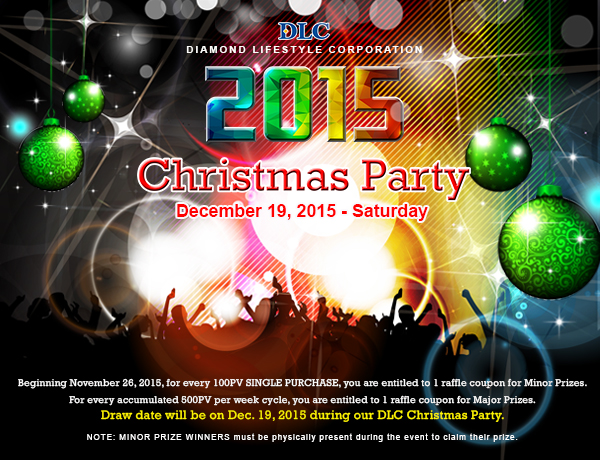 DLC
DIAMOND LIFESTYLE CORPORATION
2015
Christmas Party
December 19, 2015 - Saturday
Beginning November 26, 2015, for every 100PV SINGLE PURCHASE, you are entitled to 1 raffle coupon for Minor Prizes.
For every accumulated 500PV per week cycle, you are entitled to 1 raffle coupon for Major Prizes.
Draw date will be on Dec. 19, 2015 during our DLC Christmas Party.
NOTE: MINOR PRIZE WINNERS must be physically present during the event to claim their prize.